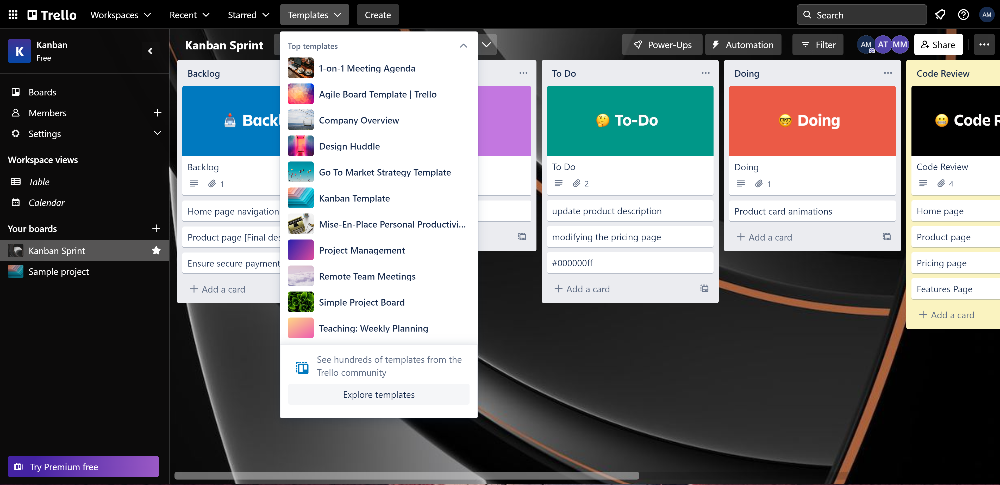 Trello
Workspaces
Recent
Starred
Templates
Create
Search
AM
K
Kanban
Free
Boards
Members
Settings
Workspace views
Table
Calendar
Your boards
Kanban Sprint
Sample project
Try Premium free
Kanban Sprint
Power-Ups
Automation
Filter
AM
AT
MM
Share
Top templates
1-on-1 Meeting Agenda
Agile Board Template | Trello
Company Overview
Design Huddle
Go To Market Strategy Template
Kanban Template
Mise-En-Place Personal Productivi...
Project Management
Remote Team Meetings
Simple Project Board
Teaching: Weekly Planning
See hundreds of templates from the
Trello community
Explore templates
Backlog
Backlog
1
Home page navigation
Product page [Final
Ensure secure payment
Add a card
To Do
To-Do
To Do
2
update product description
modifying the pricing page
#000000ff
Add a card
Doing
Doing
Doing
1
Product card animations
Add a card
Code Review
Code
Code Review
4
Home page
Product page
Pricing page
Features Page
Add a card